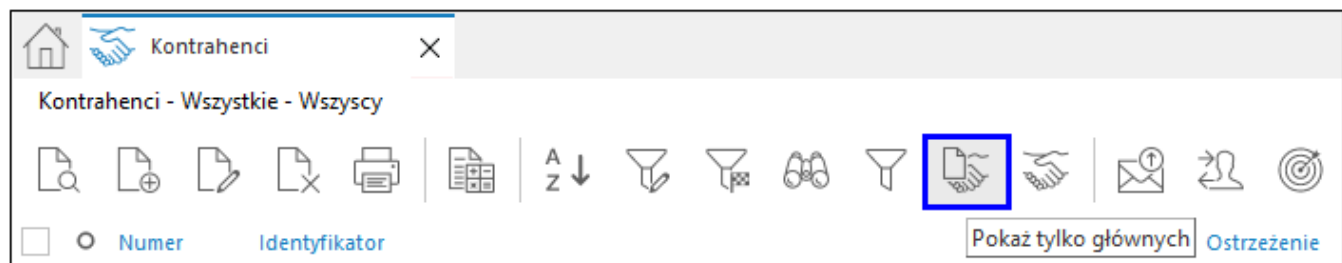 Kontrahenci
Kontrahenci - Wszystkie - Wszyscy
A
Z
Numer Identyfikator Pokaż tylko głównych Ostrzeżenie